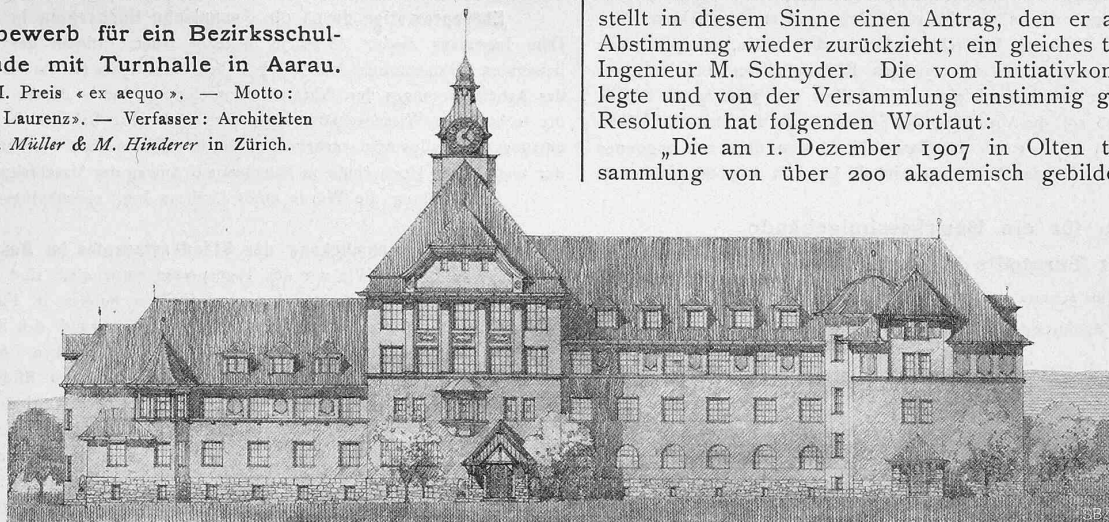 bewerb für ein Bezirksschul-
ude mit Turnhalle in Aarau.
I. Preis « ex aequo ». — Motto :
Laurenz». — Verfasser : Architekten
Müller & M. Hinderer in Zürich.
stellt in diesem Sinne einen Antrag, den er a
Abstimmung wieder zurückzieht; ein gleiches t
Ingenieur M. Schnyder. Die vom Initiativkon
legte und von der Versammlung einstimmig g
Resolution hat folgenden Wortlaut:
„Die am 1. Dezember 1907 in Olten t
sammlung von über 200 akademisch gebilde
SB